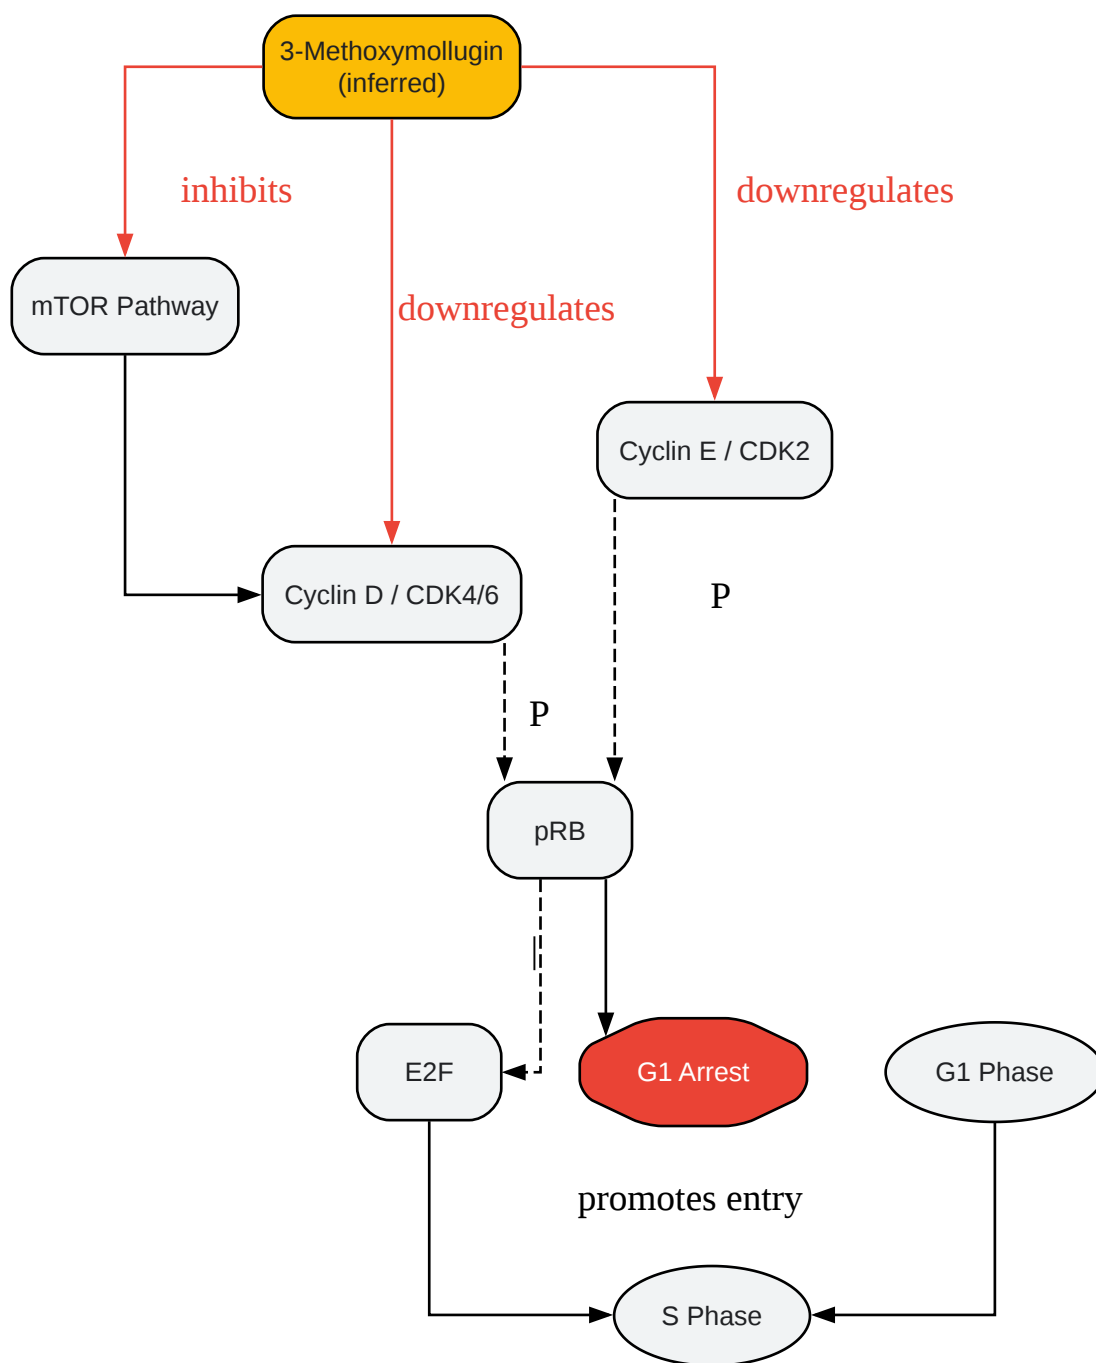 3-Methoxymollugin
(inferred)
inhibits
downregulates
mTOR Pathway
downregulates
Cyclin E / CDK2
Cyclin D / CDK4/6
P
P
pRB
|
E2F
G1 Arrest
G1 Phase
promotes entry
S Phase